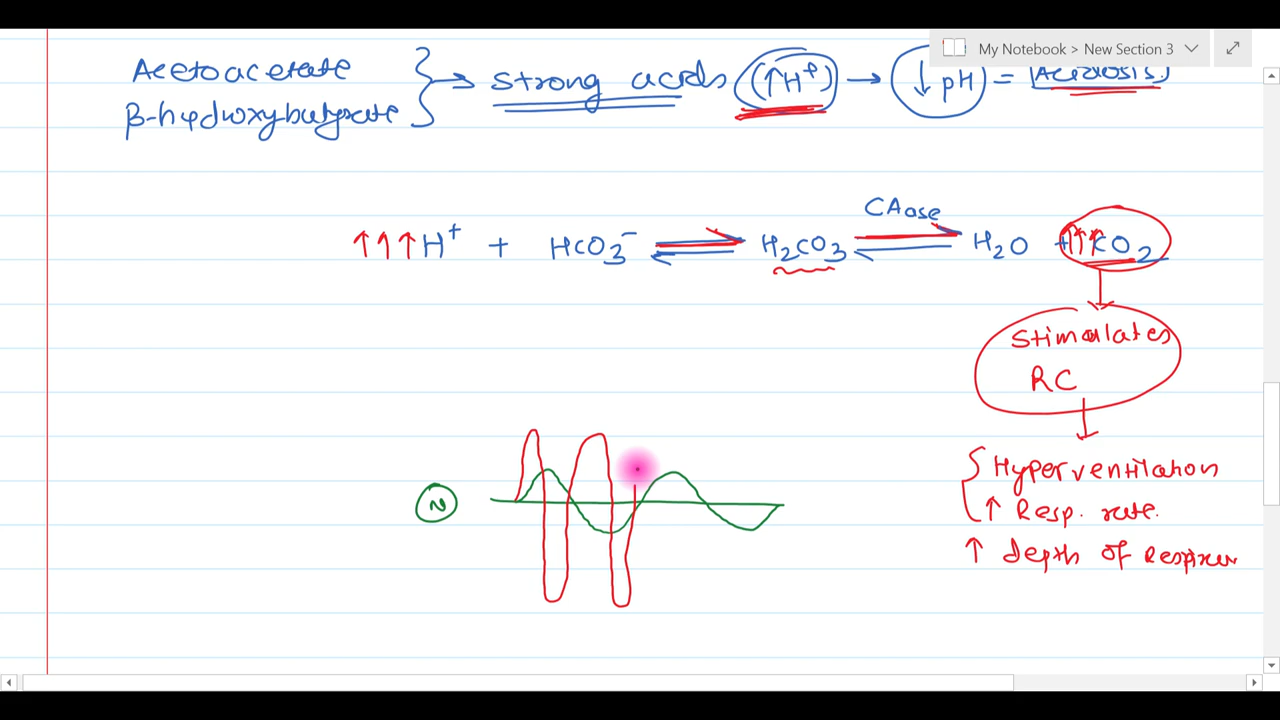 My Notebook > New Section 3
Acetoacetate
β-hydroxybutyrate } → strong acids (↑H⁺) → ↓pH = Acidosis.
CAase
↑↑↑H⁺ + HCO₃⁻ ⇌ H₂CO₃ ⇌ H₂O + ↑↑↑CO₂
Stimulates
RC
Hyperventilation
↑ Resp. rate.
↑ depth of
N